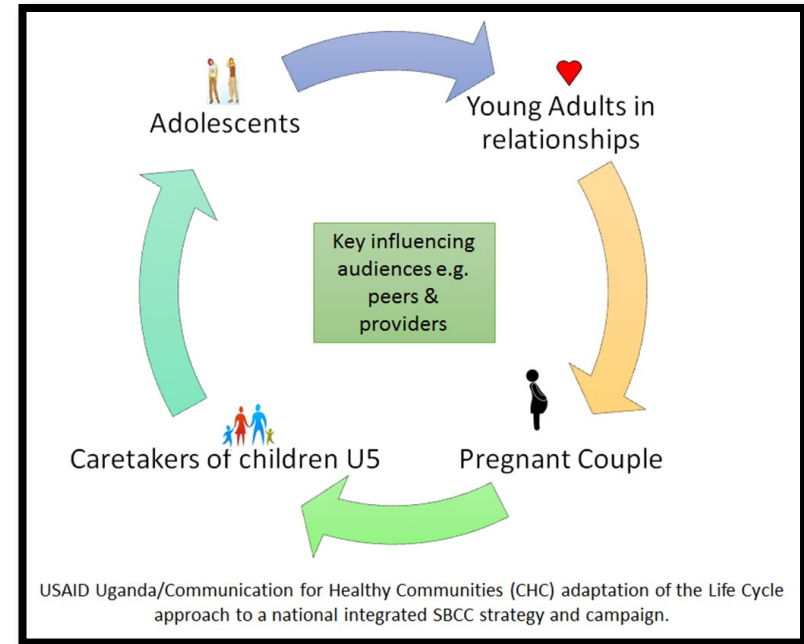 Adolescents
Young Adults in
relationships
Key influencing
audiences e.g.
peers &
providers
Caretakers of children U5
Pregnant Couple
USAID Uganda/Communication for Healthy Communities (CHC) adaptation of the Life Cycle
approach to a national integrated SBCC strategy and campaign.